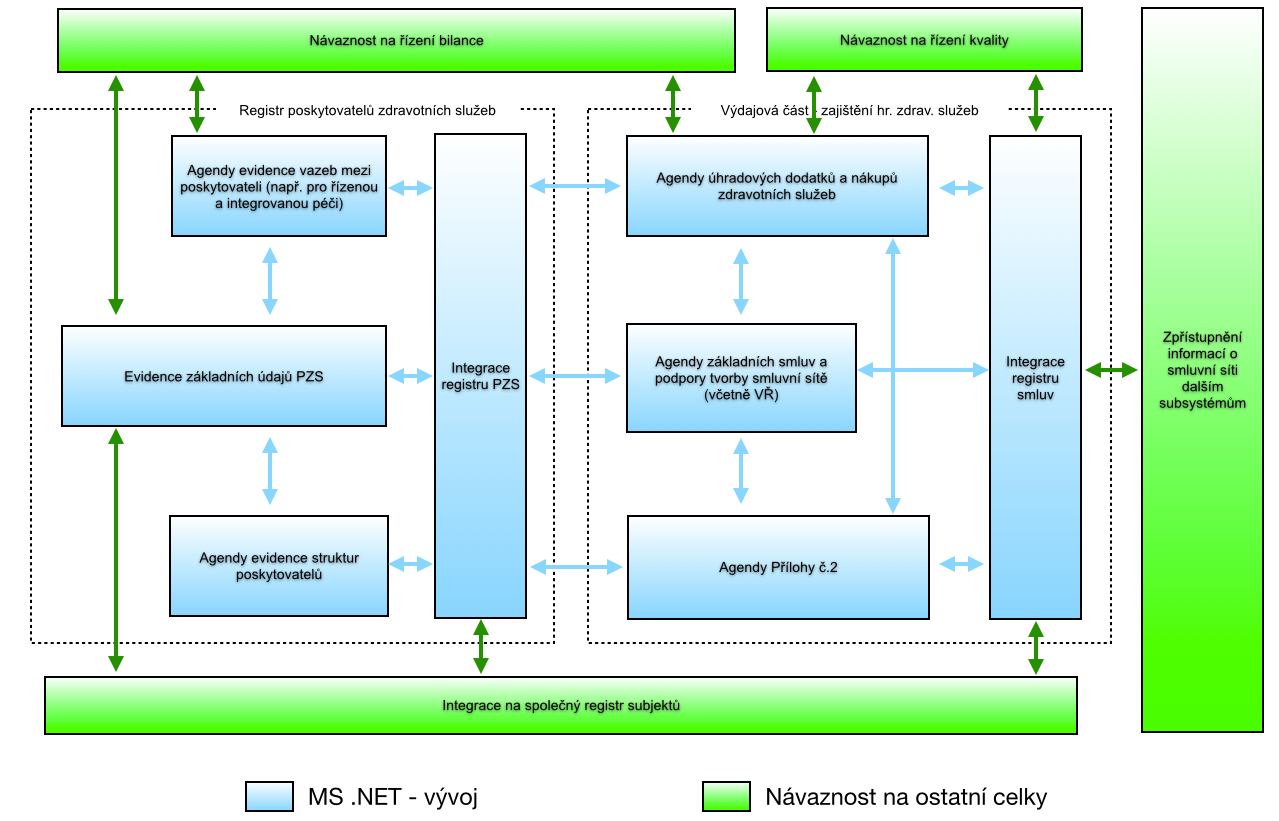 Návaznost na řízení bilance
Návaznost na řízení kvality
Registr poskytovatelů zdravotních služeb
Výdajová část - zajištění hr. zdrav. služeb
Agendy evidence vazeb mezi
poskytovateli (např. pro řízenou
a integrovanou péči)
Agendy úhradových dodatků a nákupů
zdravotních služeb
Evidence základních údajů PZS
Integrace
registru PZS
Agendy základních smluv a
podpory tvorby smluvní sítě
(včetně VŘ)
Integrace
registru
smluv
Zpřístupnění
informací o
smluvní síti
dalším
subsystémům
Agendy evidence struktur
poskytovatelů
Agendy Přílohy č.2
Integrace na společný registr subjektů
MS .NET - vývoj
Návaznost na ostatní celky